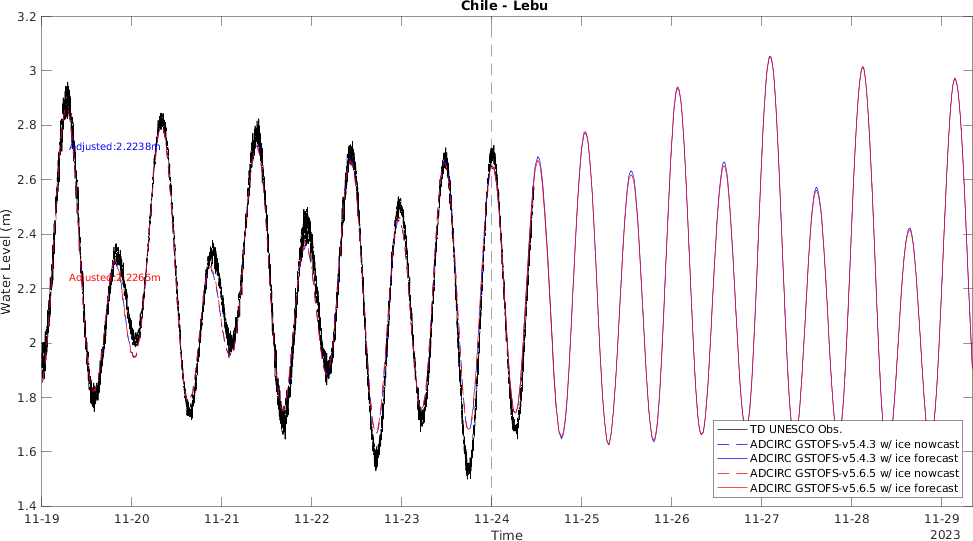 Chile - Lebu
3.2
3
2.8
2.6
2.4
2.2
2
1.8
1.6
1.4
Water Level (m)
Adjusted:2.2238m
Adjusted:2.2265m
TD UNESCO Obs.
ADCIRC GSTOFS-v5.4.3 w/ ice nowcast
ADCIRC GSTOFS-v5.4.3 w/ ice forecast
ADCIRC GSTOFS-v5.6.5 w/ ice nowcast
ADCIRC GSTOFS-v5.6.5 w/ ice forecast
11-19 11-20 11-21 11-22 11-23 11-24 11-25 11-26 11-27 11-28 11-29
Time
2023